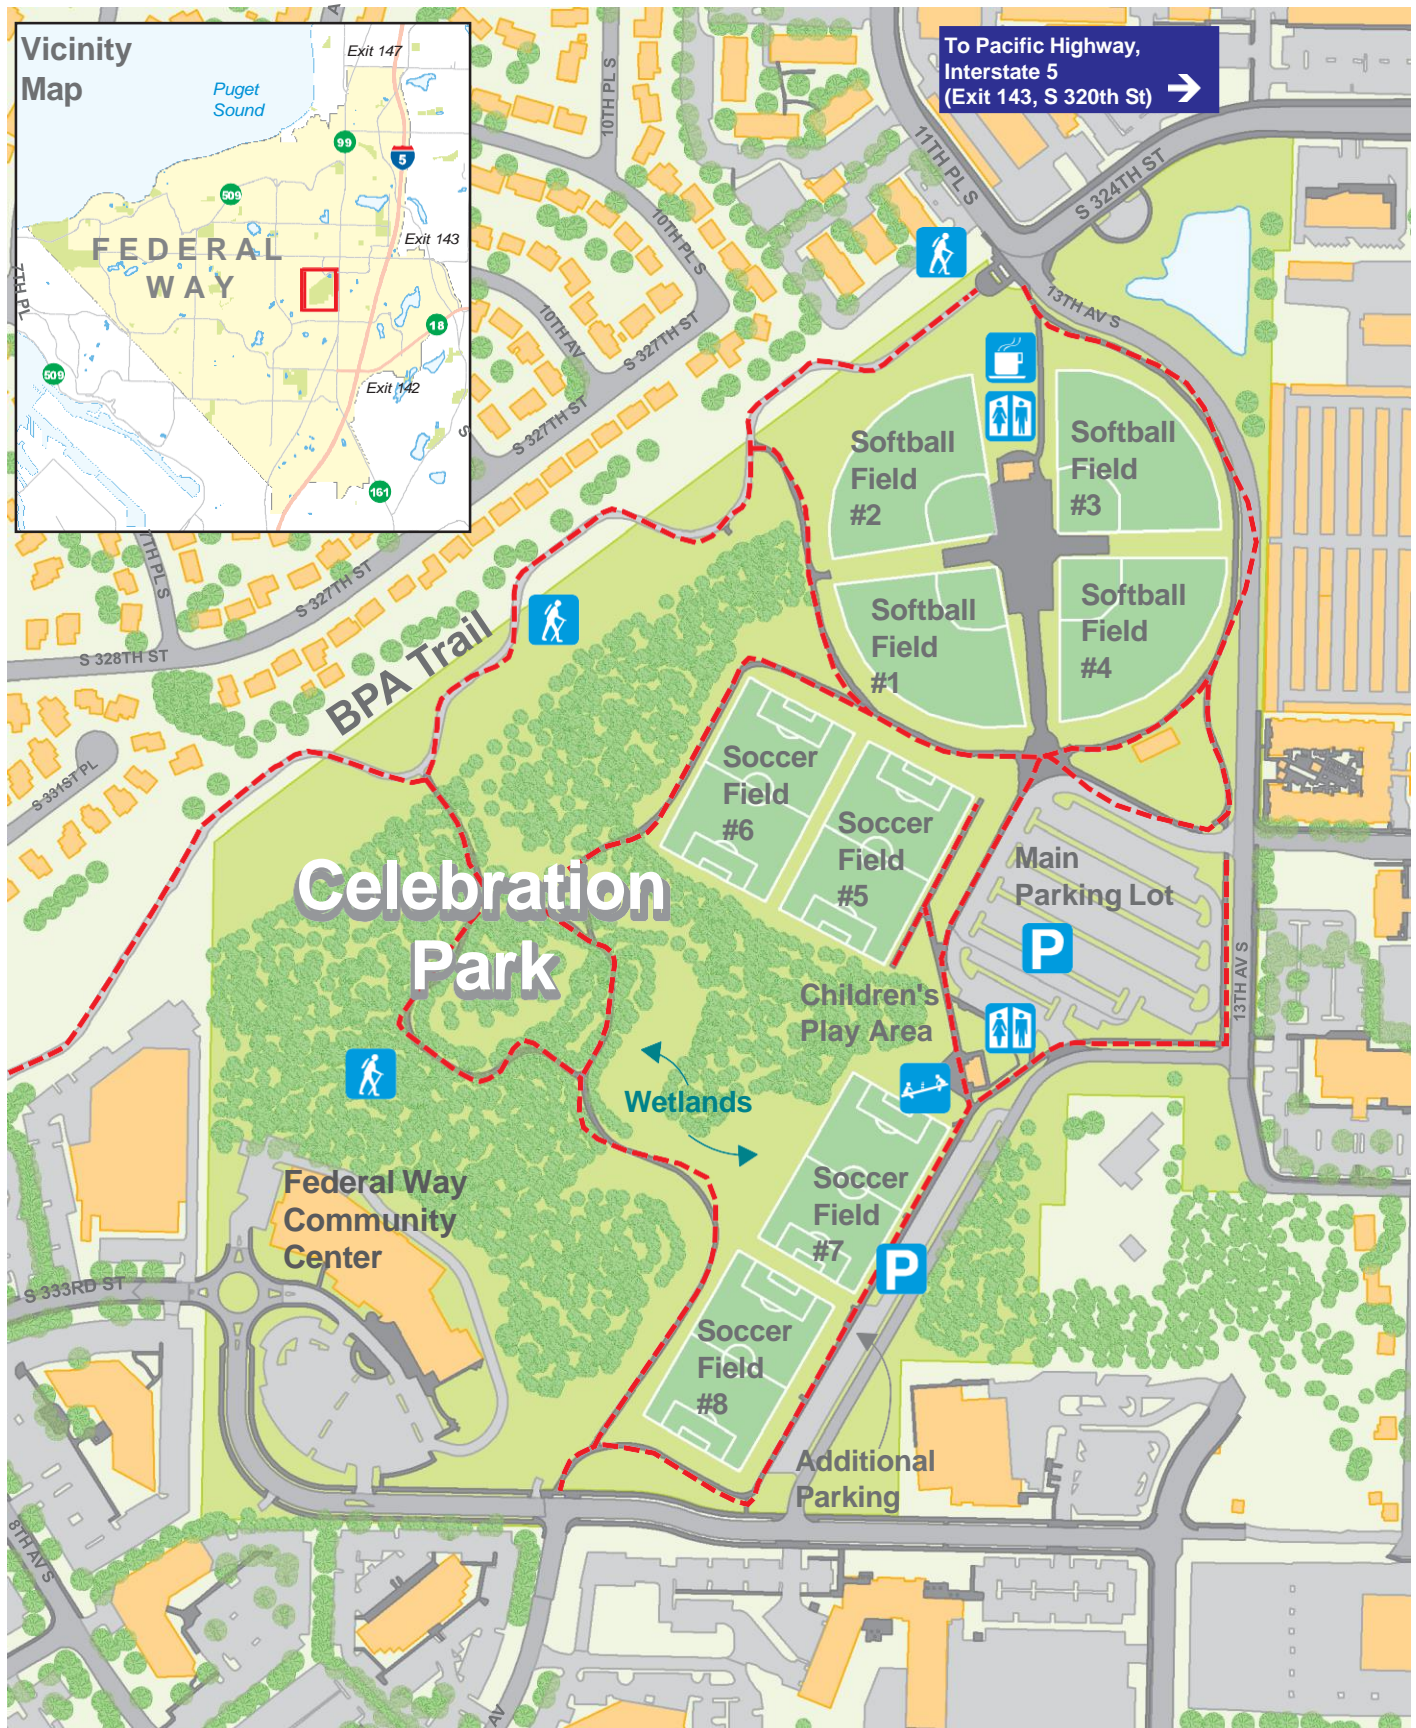 Vicinity
Map
Exit 147
Puget
Sound
99
5
509
FEDERAL
WAY
Exit 143
18
509
Exit 142
161
7TH PL
S
To Pacific Highway,
Interstate 5
(Exit 143, S 320th St)
10TH PL S
11TH PL S
S 324TH ST
10TH PL S
13TH AV S
10TH AV
S 327TH ST
S 327TH ST
Softball
Field
#2
Softball
Field
#3
7TH PL S
S 327TH ST
Softball
Field
#1
Softball
Field
#4
S 328TH ST
BPA Trail
S 331ST PL
Soccer
Field
#6
Soccer
Field
#5
Main
Parking Lot
P
Celebration
Park
13TH AV S
Children's
Play Area
Wetlands
Federal Way
Community
Center
Soccer
Field
#7
P
S 333RD ST
Soccer
Field
#8
Additional
Parking
8TH AV S
AV